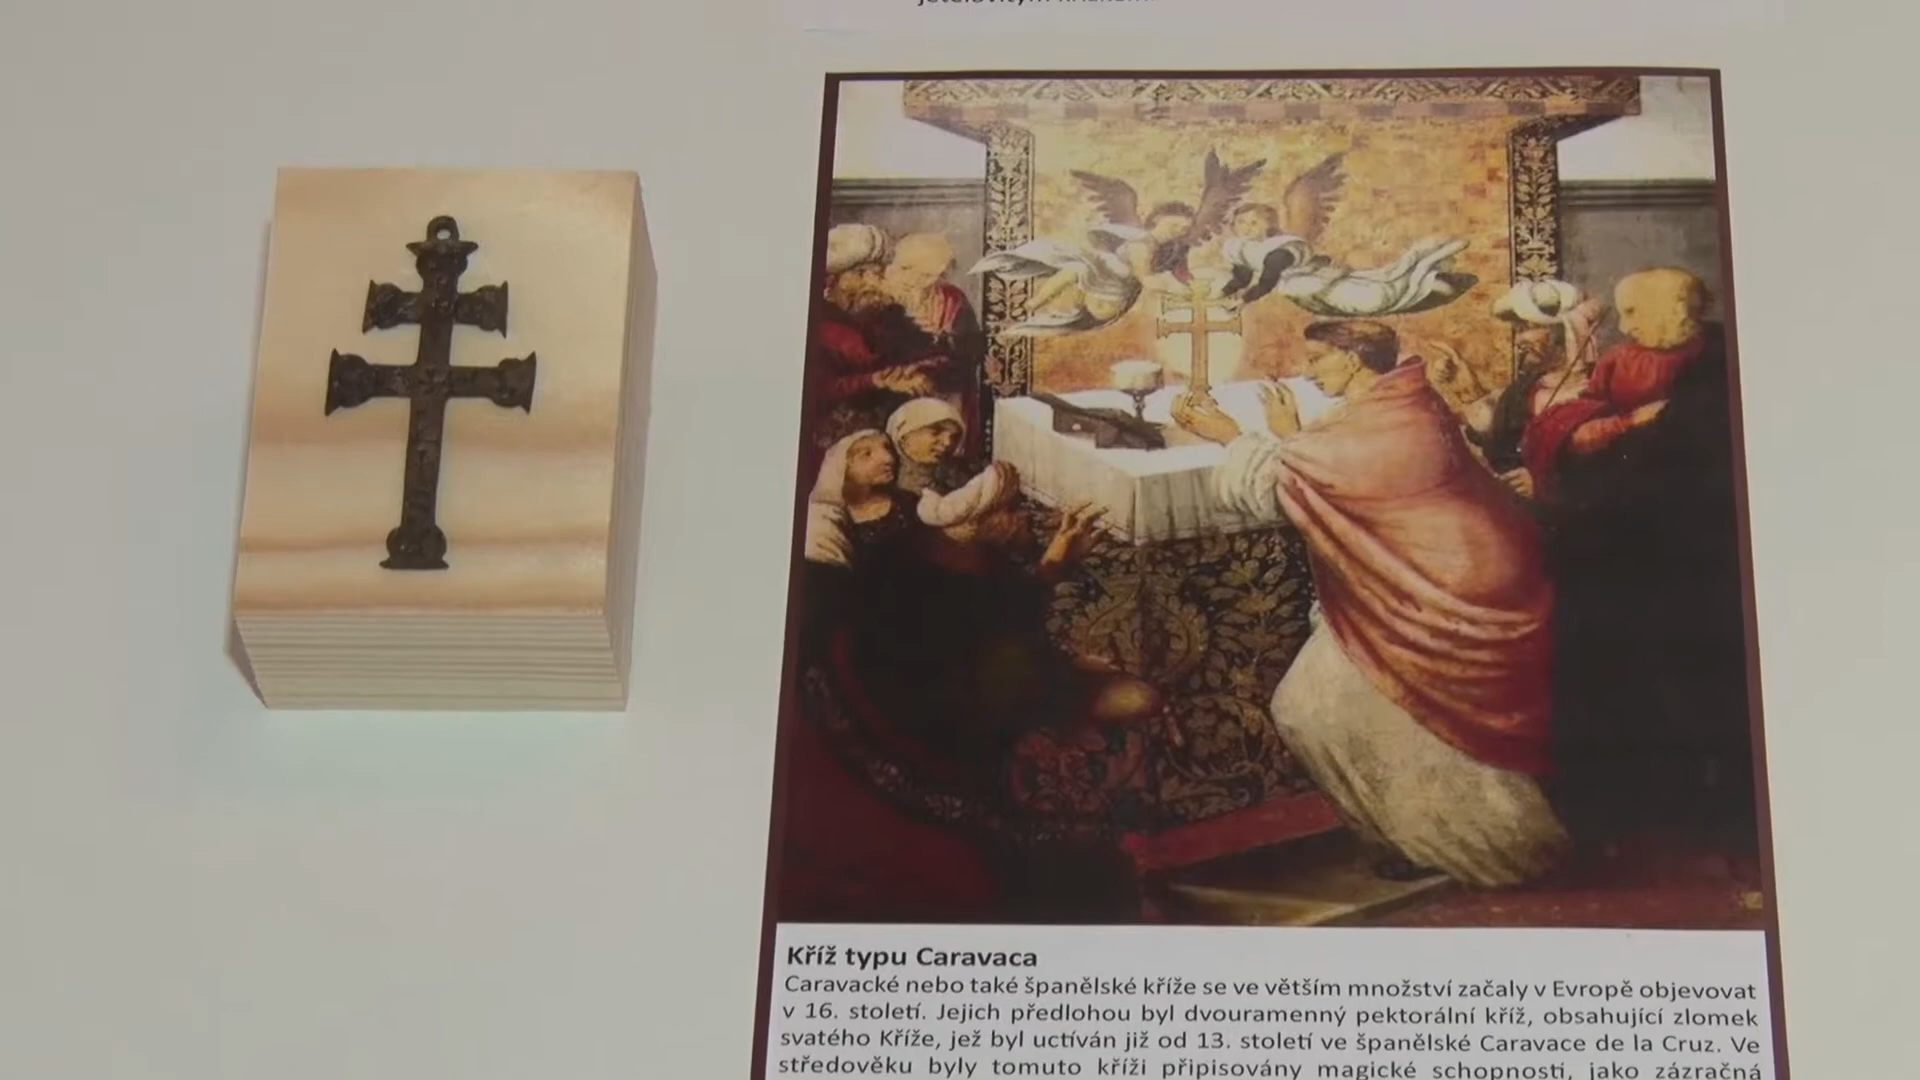 Kříž typu Caravaca
Caravacké nebo také španělské kříže se ve větším množství začaly v Evropě objevovat
v 16. století. Jejich předlohou byl dvouramenný pektorální kříž, obsahující zlomek
svatého Kříže, jež byl uctíván již od 13. století ve španělské Caravace de la Cruz. Ve
středověku byly tomuto kříži připisovány magické schopnosti, jako zázračná